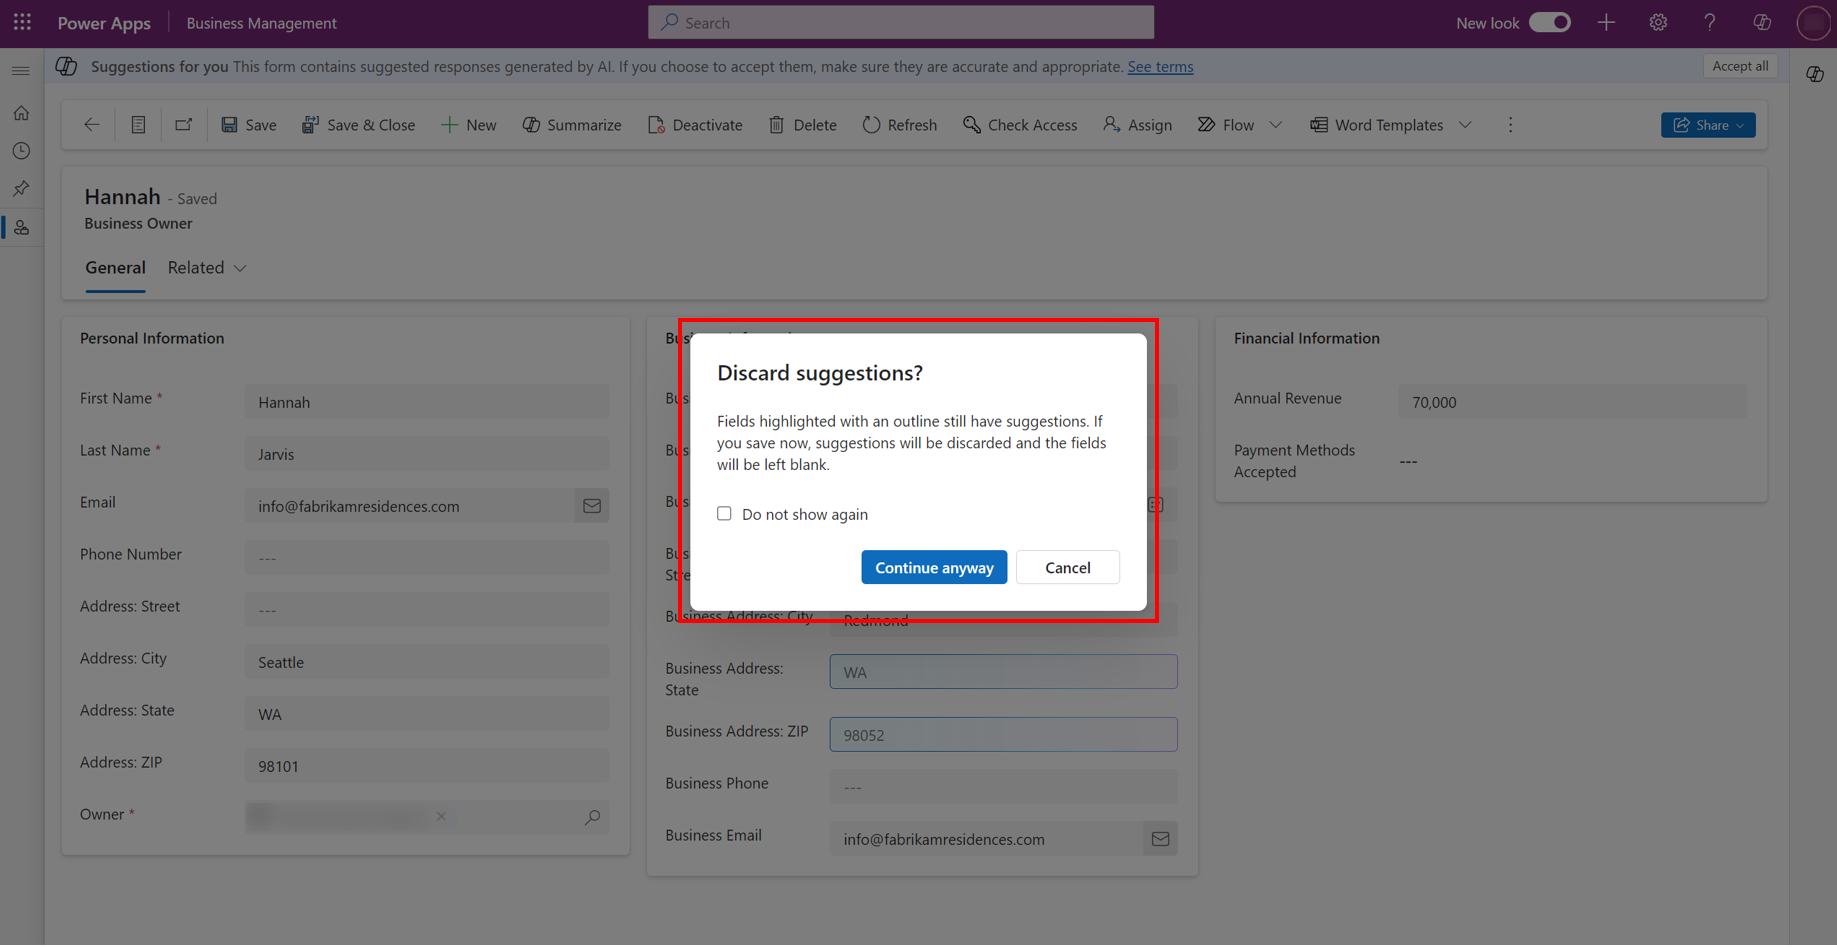 Power Apps
Business Management
Search
New look
Suggestions for you This form contains suggested responses generated by AI. If you choose to accept them, make sure they are accurate and appropriate. See terms
Accept all
Save
Save & Close
New
Summarize
Deactivate
Delete
Refresh
Check Access
Assign
Flow
Word Templates
Share
Hannah - Saved
Business Owner
General
Related
Personal Information
First Name *
Hannah
Last Name *
Jarvis
Email
info@fabrikamresidences.com
Phone Number
---
Address: Street
---
Address: City
Seattle
Address: State
WA
Address: ZIP
98101
Owner *
Discard suggestions?
Fields highlighted with an outline still have suggestions. If
you save now, suggestions will be discarded and the fields
will be left blank.
Do not show again
Continue anyway
Cancel
Business Address: City
Redmond
Business Address:
State
WA
Business Address: ZIP
98052
Business Phone
---
Business Email
info@fabrikamresidences.com
Financial Information
Annual Revenue
70,000
Payment Methods
Accepted
---